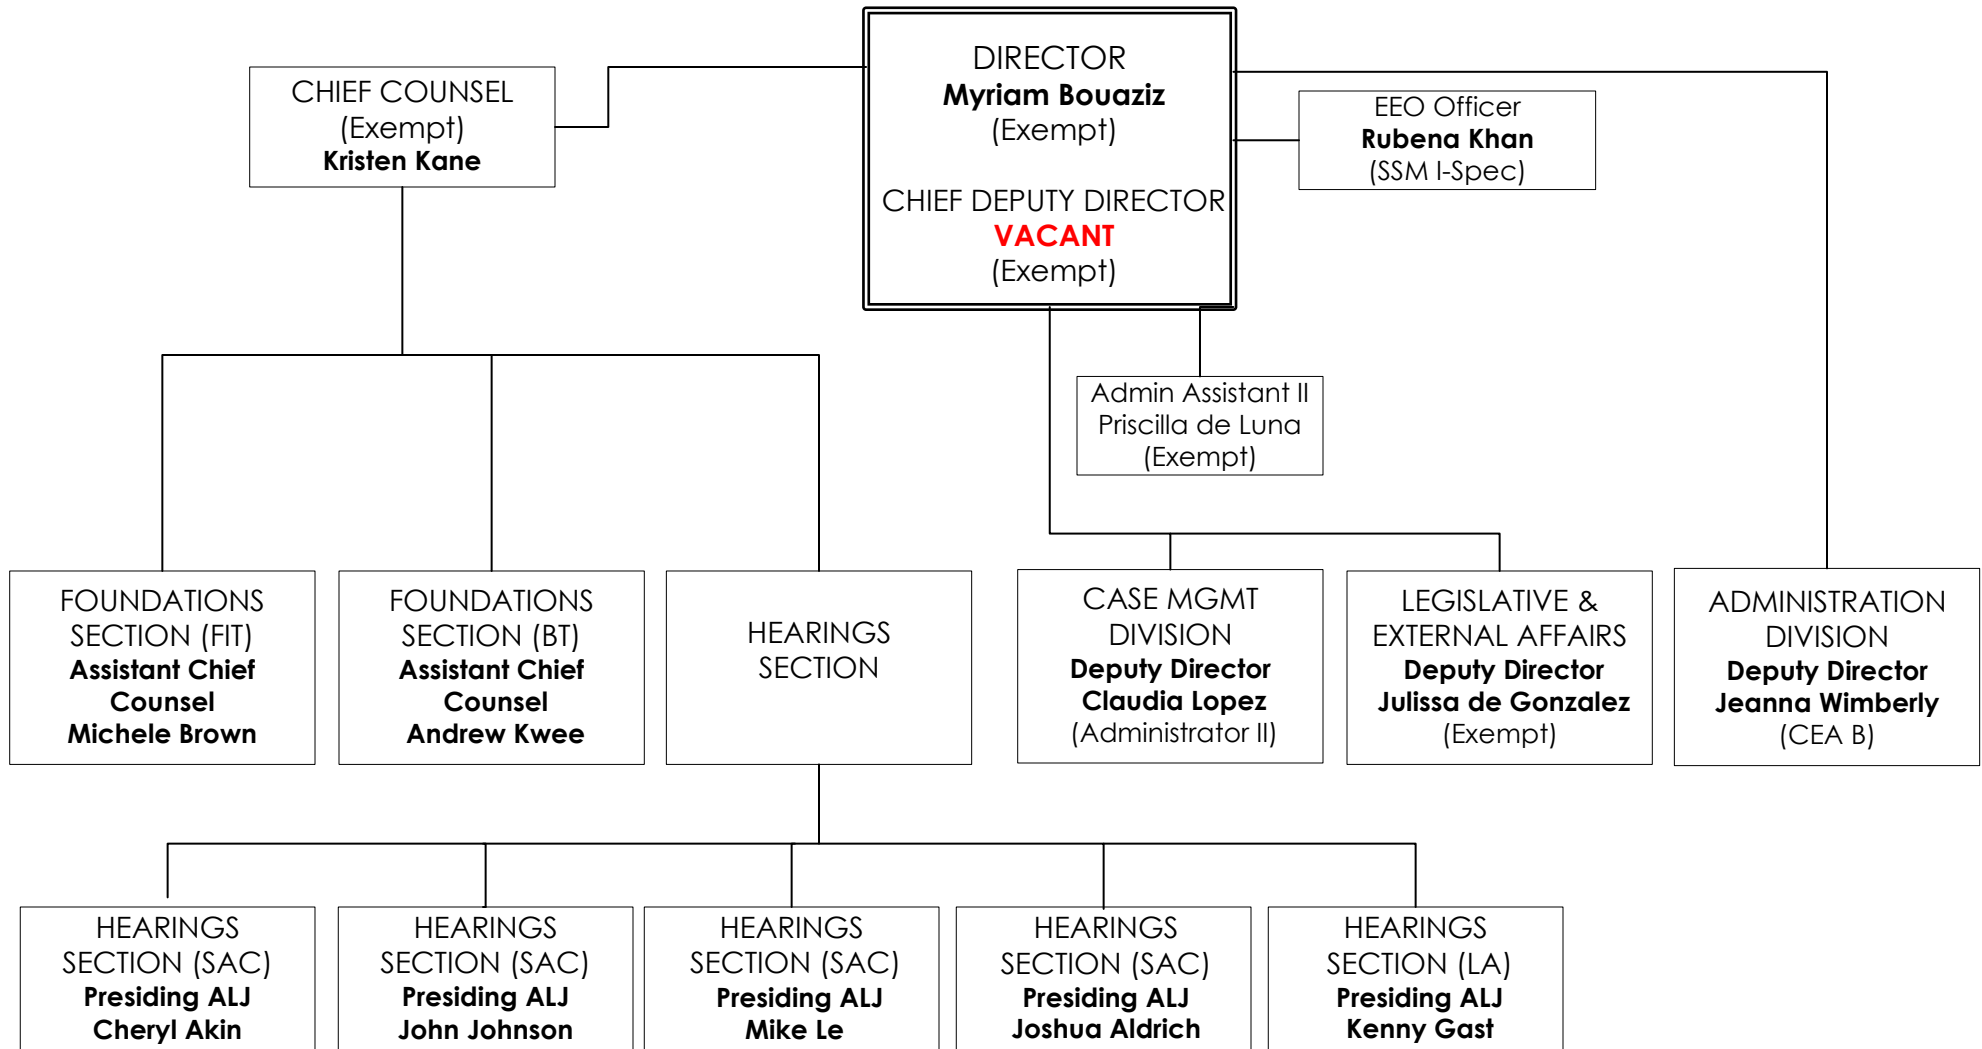 DIRECTOR
Myriam Bouaziz
(Exempt)
CHIEF DEPUTY DIRECTOR
VACANT
(Exempt)
CHIEF COUNSEL
(Exempt)
Kristen Kane
EEO Officer
Rubena Khan
(SSM I-Spec)
Admin Assistant II
Priscilla de Luna
(Exempt)
FOUNDATIONS
SECTION (FIT)
Assistant Chief
Counsel
Michele Brown
FOUNDATIONS
SECTION (BT)
Assistant Chief
Counsel
Andrew Kwee
HEARINGS
SECTION
CASE MGMT
DIVISION
Deputy Director
Claudia Lopez
(Administrator II)
LEGISLATIVE &
EXTERNAL AFFAIRS
Deputy Director
Julissa de Gonzalez
(Exempt)
ADMINISTRATION
DIVISION
Deputy Director
Jeanna Wimberly
(CEA B)
HEARINGS
SECTION (SAC)
Presiding ALJ
Cheryl Akin
HEARINGS
SECTION (SAC)
Presiding ALJ
John Johnson
HEARINGS
SECTION (SAC)
Presiding ALJ
Mike Le
HEARINGS
SECTION (SAC)
Presiding ALJ
Joshua Aldrich
HEARINGS
SECTION (LA)
Presiding ALJ
Kenny Gast